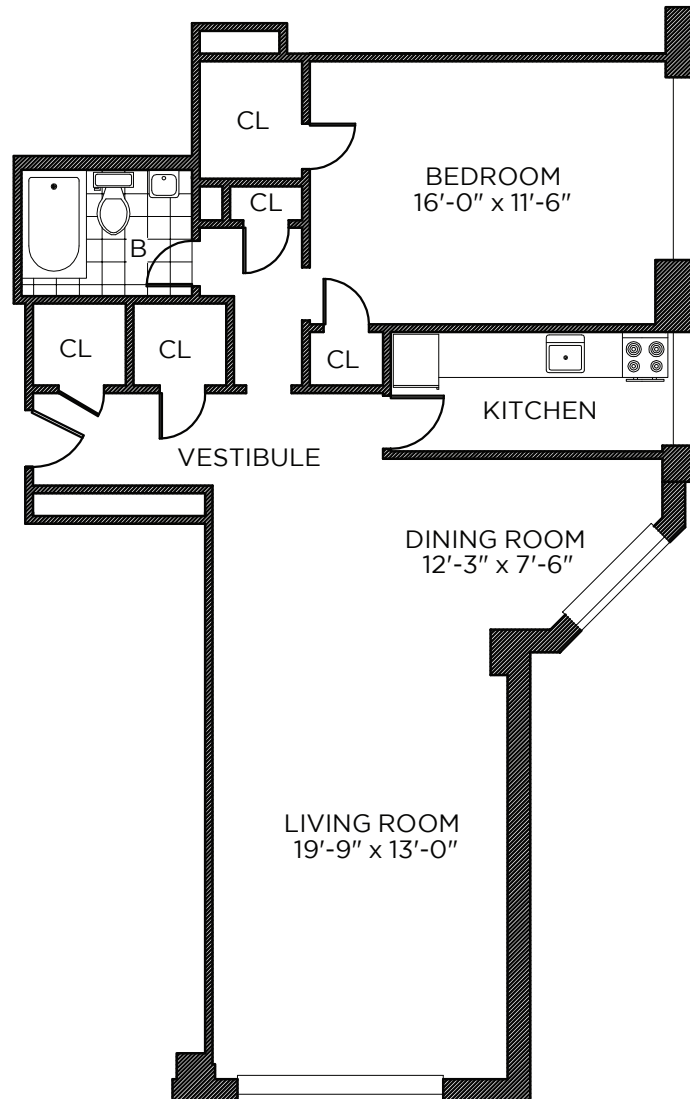 CL
BEDROOM
16'-0" x 11'-6"
CL
B
CL
CL
CL
KITCHEN
VESTIBULE
DINING ROOM
12'-3" x 7'-6"
LIVING ROOM
19'-9" x 13'-0"